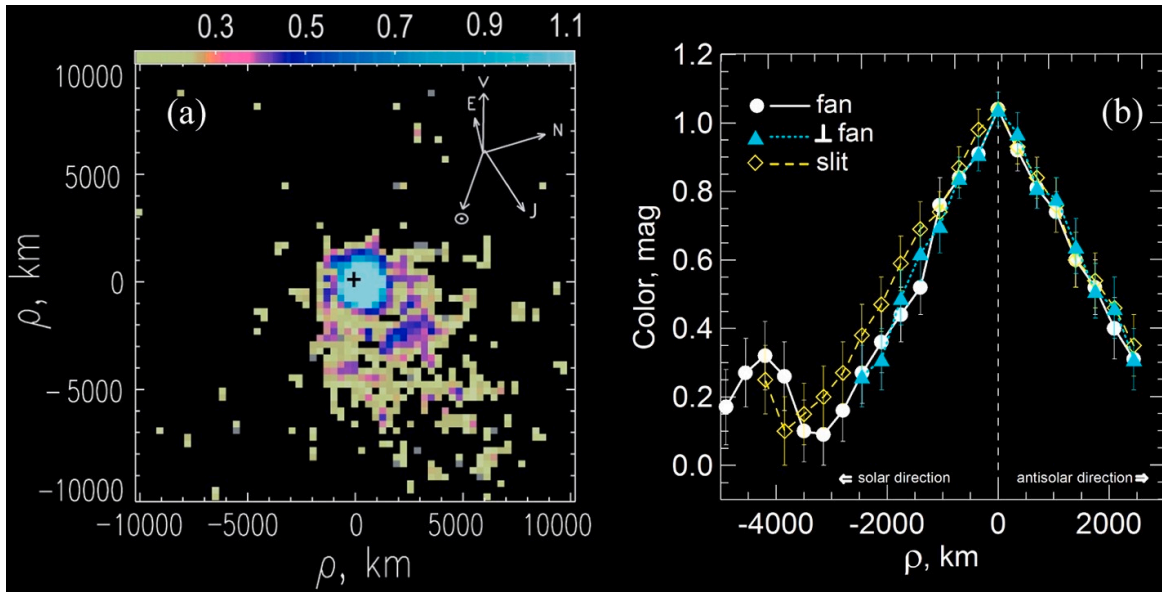 0.3 0.5 0.7 0.9 1.1
(a)
10000
5000
0
−5000
−10000
ρ, km
V
E
N
J
⊙
−10000 −5000 0 5000 10000
ρ, km
(b)
fan
⊥ fan
slit
1.2
1.0
0.8
0.6
0.4
0.2
0.0
Color, mag
⇐ solar direction
antisolar direction ⇒
-4000 -2000 0 2000
ρ, km